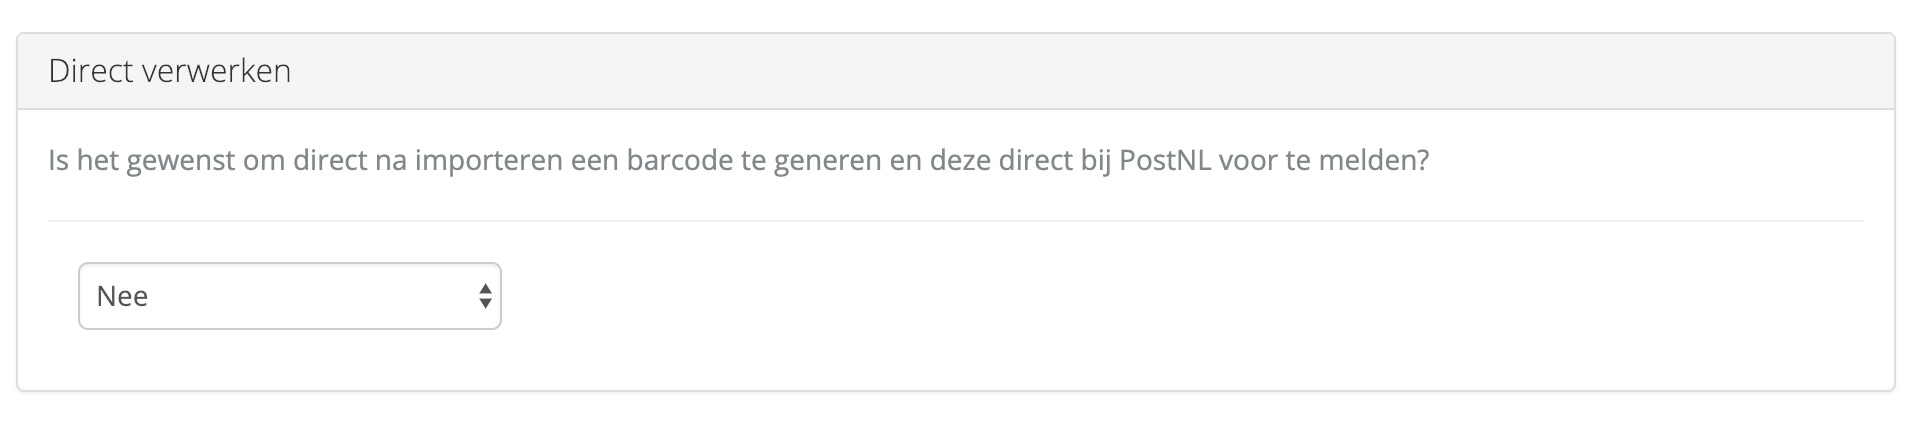 Direct verwerken
Is het gewenst om direct na importeren een barcode te generen en deze direct bij PostNL voor te melden?
Nee